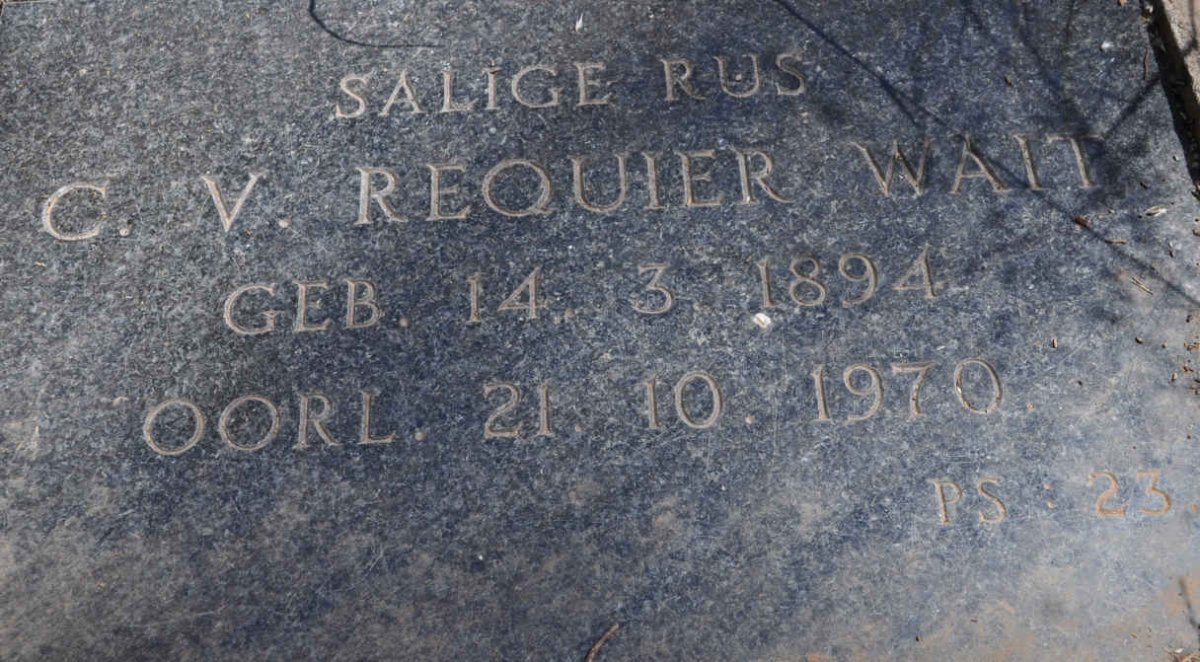 SALIGE RUS
C. V. REQUIER WAIT
GEB. 14. 3. 1894
OORL. 21. 10. 1970.
PS : 23.